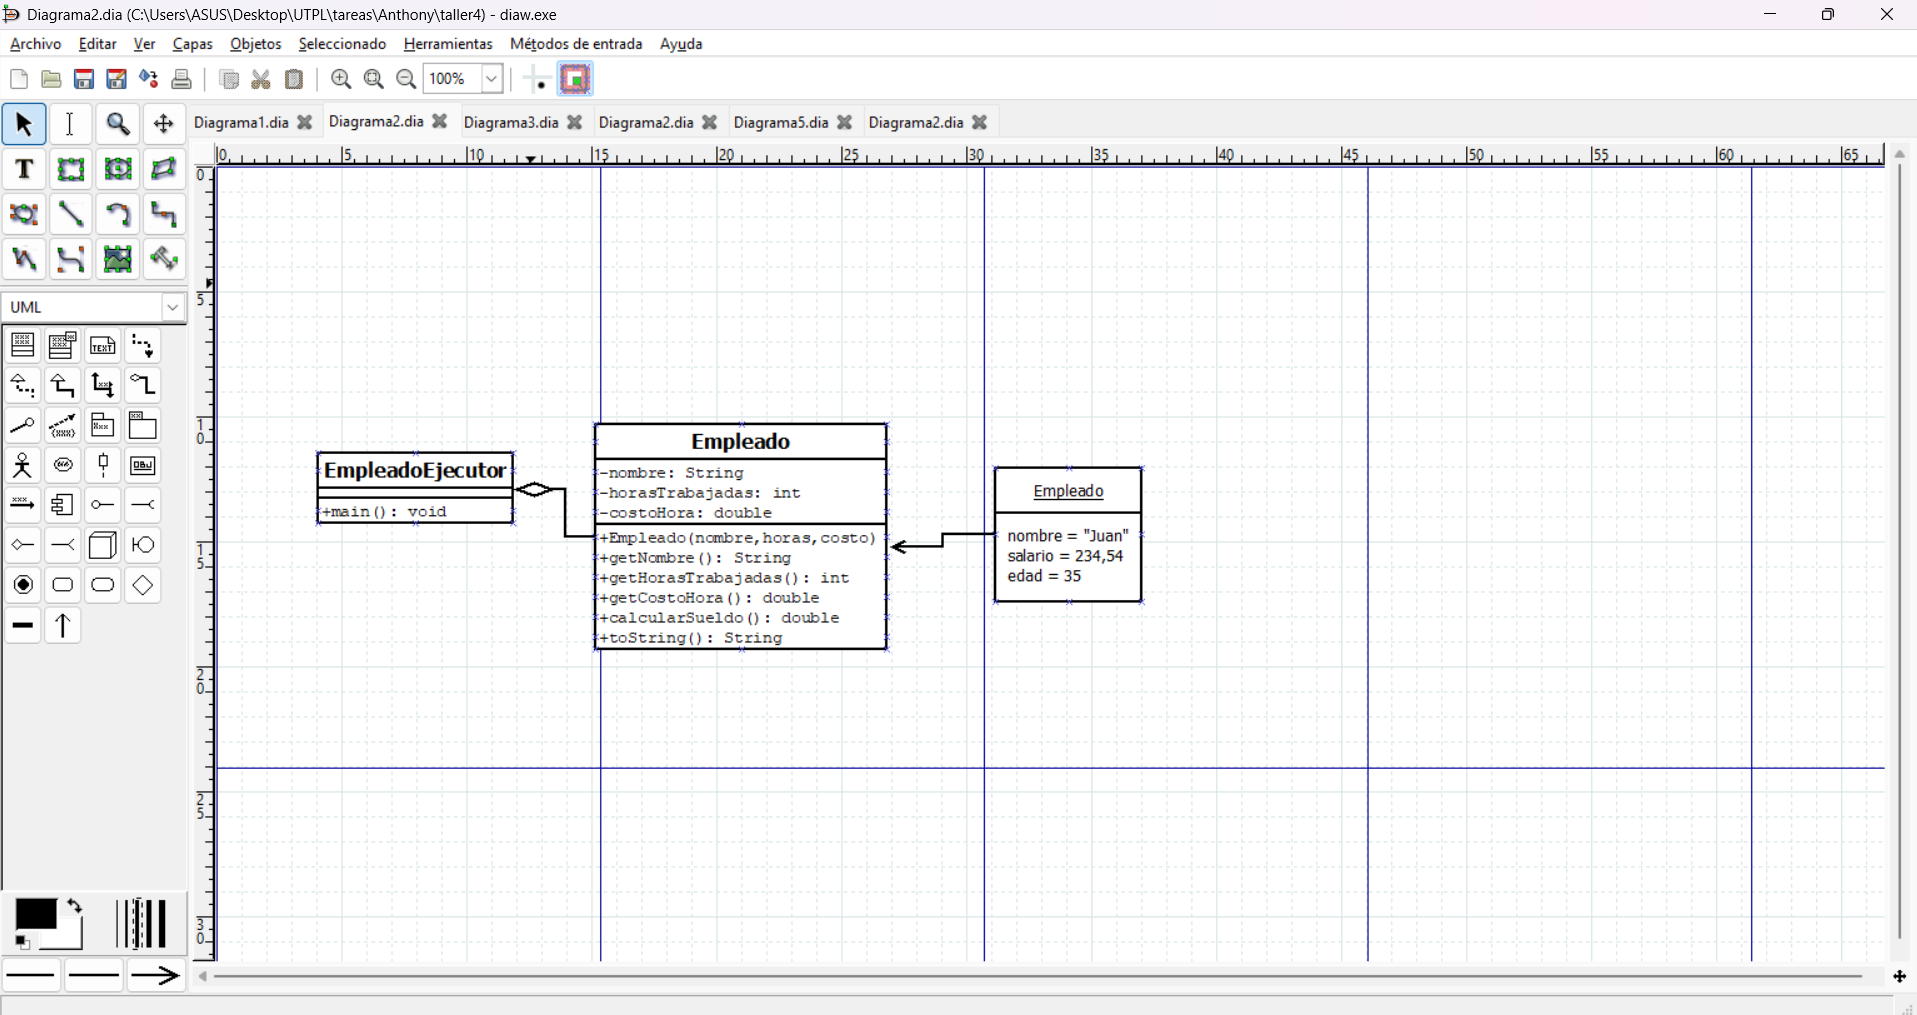 Diagrama2.dia (C:\Users\ASUS\Desktop\UTPL\tareas\Anthony\taller4) - diaw.exe
Archivo Editar Ver Capas Objetos Seleccionado Herramientas Métodos de entrada Ayuda
100%
Diagrama1.dia Diagrama2.dia Diagrama3.dia Diagrama2.dia Diagrama5.dia Diagrama2.dia
0 5 10 15 20 25 30 35 40 45 50 55 60 65
0
5
10
15
20
25
30
T
UML
TEXT
OBJ
EmpleadoEjecutor
+main(): void
Empleado
-nombre: String
-horasTrabajadas: int
-costoHora: double
+Empleado(nombre,horas,costo)
+getNombre(): String
+getHorasTrabajadas(): int
+getCostoHora(): double
+calcularSueldo(): double
+toString(): String
Empleado
nombre = "Juan"
salario = 234,54
edad = 35